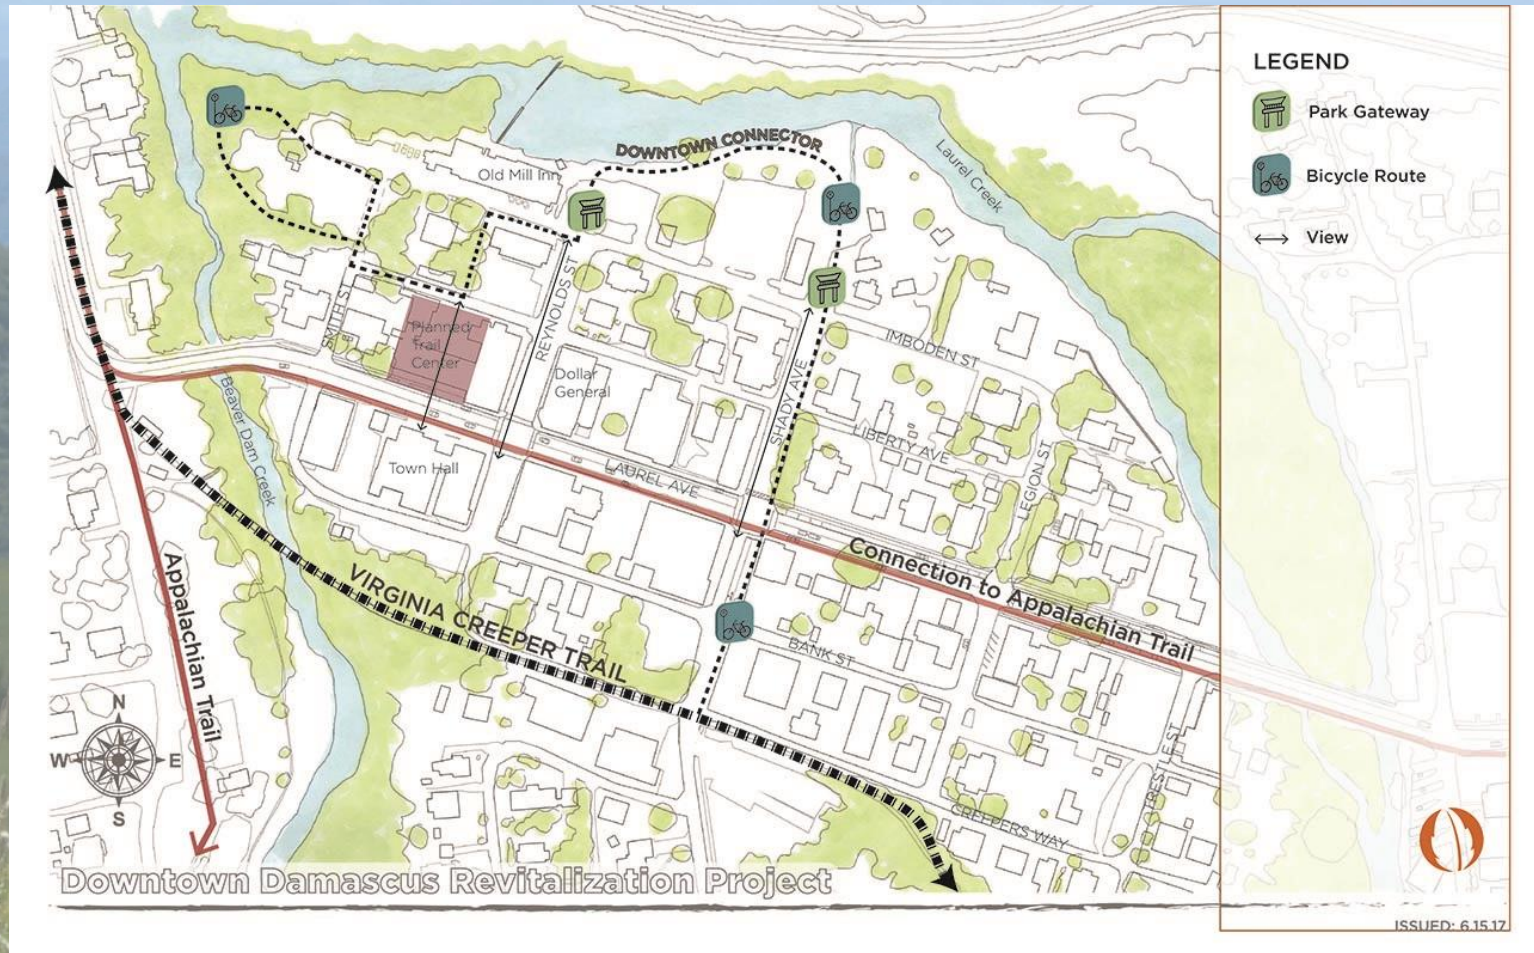 LEGEND
Park Gateway
Bicycle Route
View
DOWNTOWN CONNECTOR
Old Mill Inn
Laurel Creek
SMITH ST
Planned
Trail
Center
REYNOLDS ST
Dollar
General
IMBODEN ST
SHADY AVE
LIBERTY AVE
LEGION ST
Beaver Dam Creek
Town Hall
LAUREL AVE
Connection to Appalachian Trail
Appalachian Trail
VIRGINIA CREEPER TRAIL
BANK ST
N
W
E
S
CREEPERS WAY
Downtown Damascus Revitalization Project
ISSUED: 6.15.17